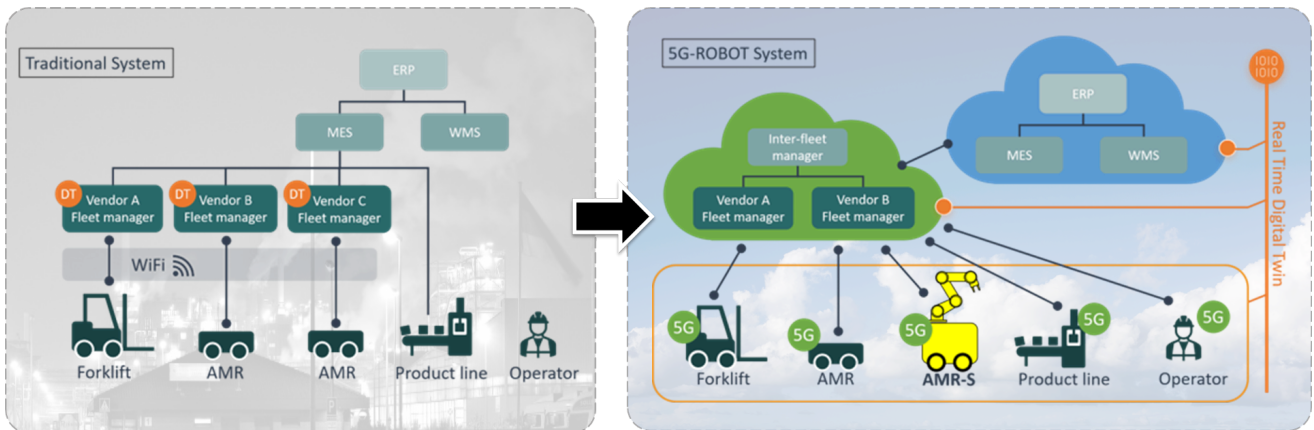 Traditional System
ERP
MES
WMS
DT
Vendor A
Fleet manager
DT
Vendor B
Fleet manager
DT
Vendor C
Fleet manager
WiFi
Forklift
AMR
AMR
Product line
Operator
5G-ROBOT System
1010
1010
ERP
MES
WMS
Inter-fleet
manager
Vendor A
Fleet manager
Vendor B
Fleet manager
Real Time Digital Twin
5G
5G
5G
5G
5G
Forklift
AMR
AMR-S
Product line
Operator